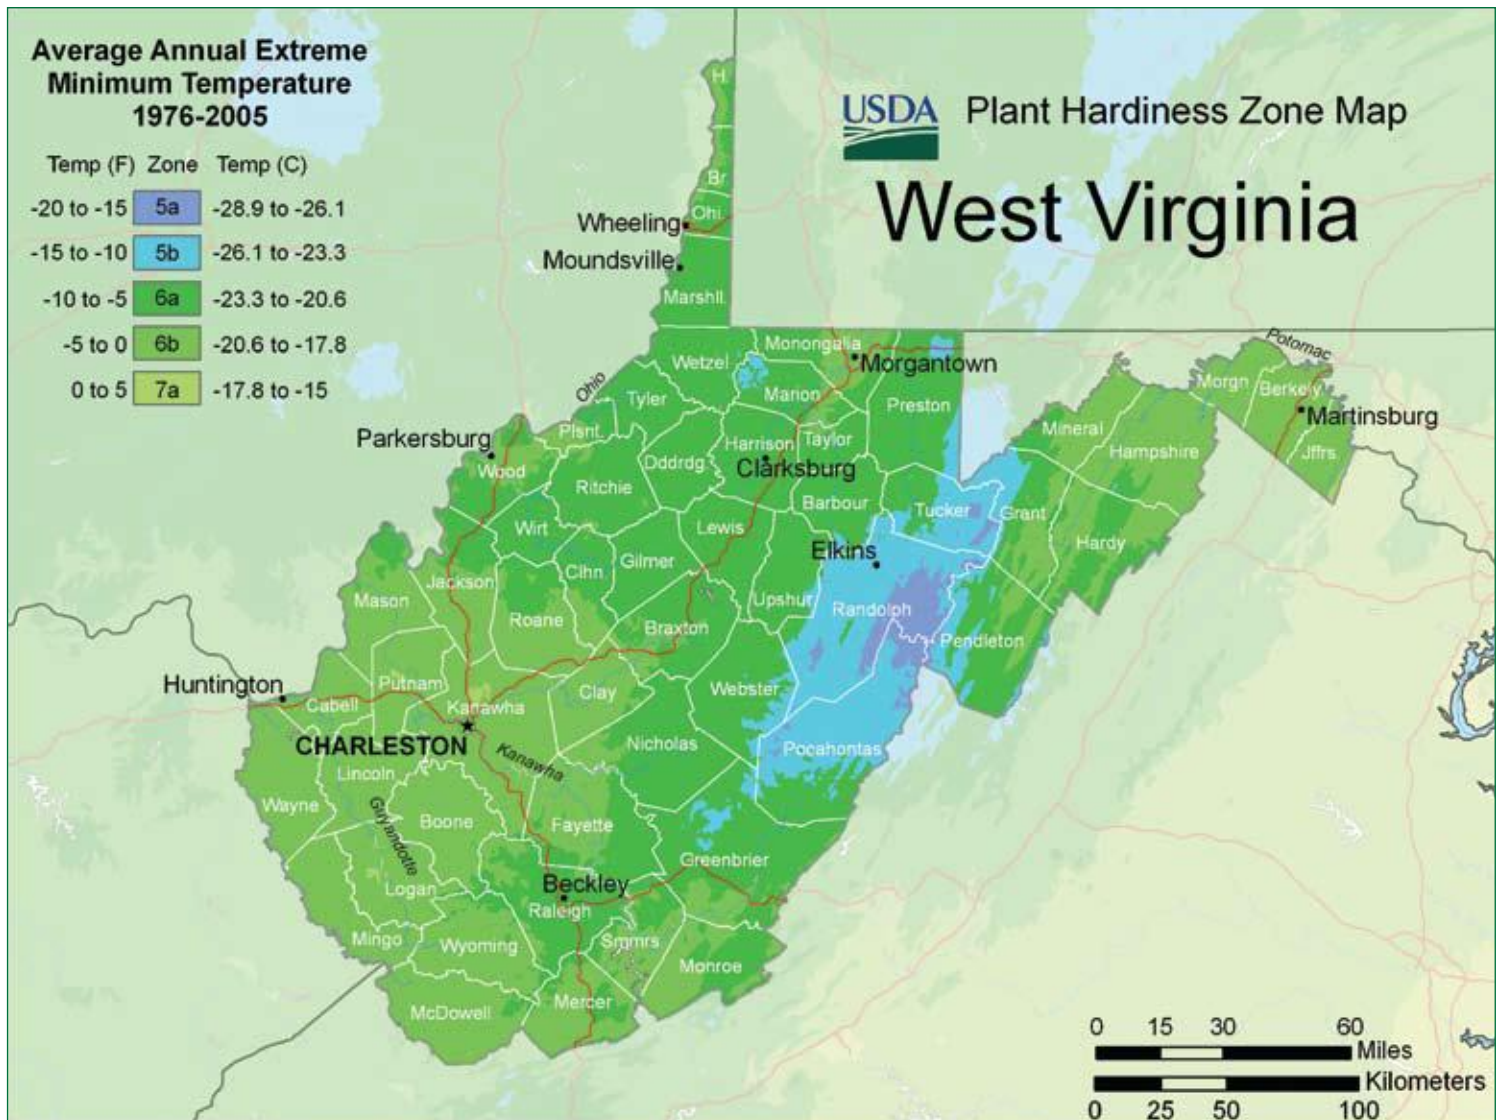 Average Annual Extreme
Minimum Temperature
1976-2005
Temp (F) Zone Temp (C)
-20 to -15 5a -28.9 to -26.1
-15 to -10 5b -26.1 to -23.3
-10 to -5 6a -23.3 to -20.6
-5 to 0 6b -20.6 to -17.8
0 to 5 7a -17.8 to -15
USDA Plant Hardiness Zone Map
West Virginia
H.
Br
Ohi.
Wheeling
Moundsville
Marshll.
Wetzel
Monongalia
Morgantown
Potomac
Morgn
Berkely
Martinsburg
Jffrs.
Ohio
Tyler
Marion
Preston
Mineral
Hampshire
Parkersburg
Plsnt.
Wood
Ritchie
Dddrdg.
Harrison
Taylor
Clarksburg
Barbour
Tucker
Grant
Hardy
Wirt
Lewis
Elkins
Clhn.
Gilmer
Jackson
Mason
Roane
Braxton
Upshur
Randolph
Pendleton
Huntington
Cabell
Putnam
Kanawha
Clay
Webster
CHARLESTON
Kanawha
Nicholas
Pocahontas
Lincoln
Wayne
Guyandotte
Boone
Fayette
Greenbrier
Logan
Beckley
Raleigh
Mingo
Wyoming
Smmrs.
Monroe
McDowell
Mercer
0 15 30 60
Miles
Kilometers
0 25 50 100